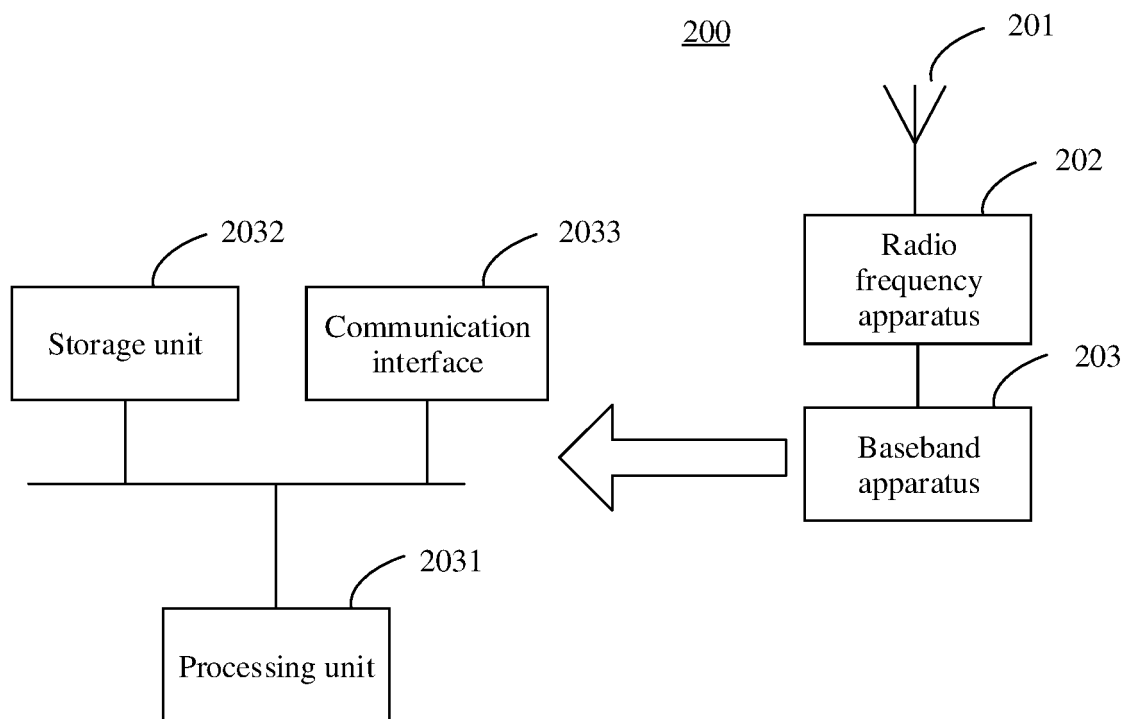 200
201
202
Radio
frequency
apparatus
2032
2033
Storage unit
Communication
interface
203
Baseband
apparatus
2031
Processing unit